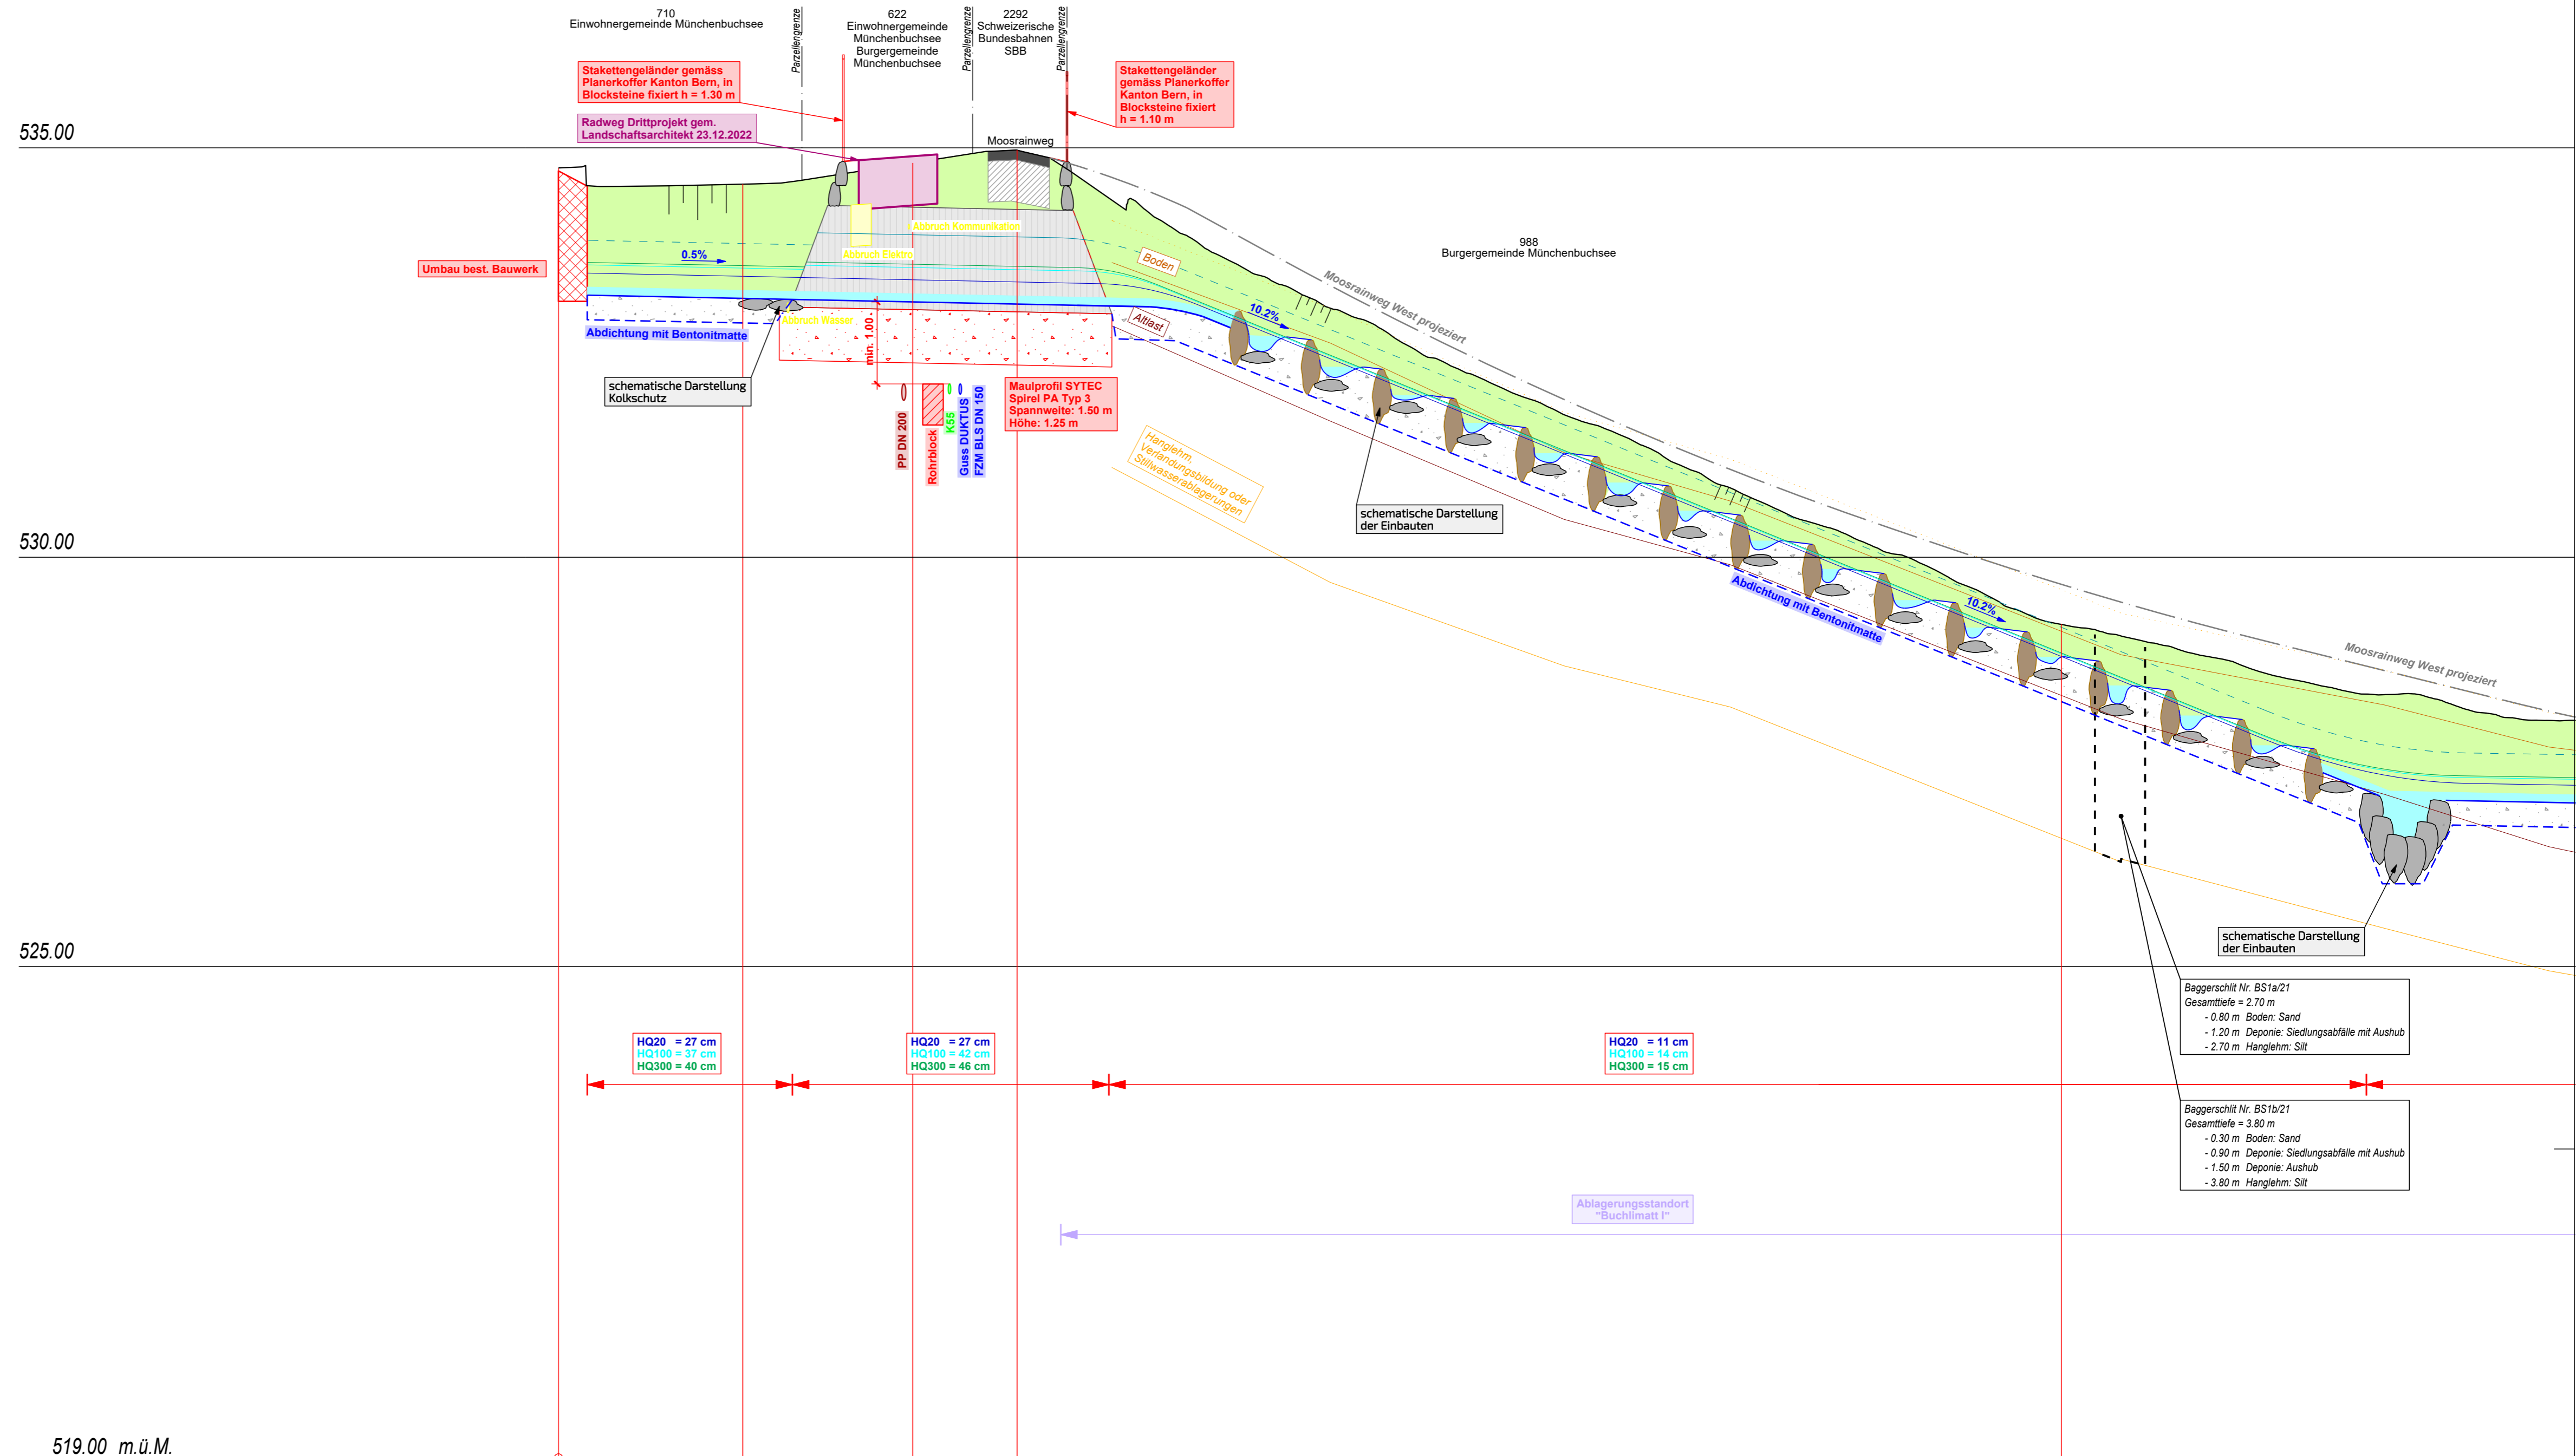 710
Einwohnergemeinde Münchenbuchsee
Parzellengrenze
622
Einwohnergemeinde
Münchenbuchsee
Burgergemeinde
Münchenbuchsee
Parzellengrenze
2292
Schweizerische
Bundesbahnen
SBB
Parzellengrenze
Stakettengeländer gemäss
Planerkoffer Kanton Bern, in
Blocksteine fixiert h = 1.30 m
Stakettengeländer
gemäss Planerkoffer
Kanton Bern, in
Blocksteine fixiert
h = 1.10 m
Radweg Drittprojekt gem.
Landschaftsarchitekt 23.12.2022
535.00
Moosrainweg
Abbruch Kommunikation
988
Burgergemeinde Münchenbuchsee
Abbruch Elektro
0.5%
Boden
Umbau best. Bauwerk
Moosrainweg West projeziert
10.2%
Altlast
Abbruch Wasser
min. 1.00
Abdichtung mit Bentonitmatte
schematische Darstellung
Kolkschutz
PP DN 200
Rohrblock
K55
Guss DUKTUS
FZM BLS DN 150
Maulprofil SYTEC
Spirel PA Typ 3
Spannweite: 1.50 m
Höhe: 1.25 m
Hanglehm,
Verlandungsbildung oder
Stillwasserablagerungen
schematische Darstellung
der Einbauten
530.00
Abdichtung mit Bentonitmatte
10.2%
Moosrainweg West projeziert
schematische Darstellung
der Einbauten
525.00
Baggerschlit Nr. BS1a/21
Gesamttiefe = 2.70 m
- 0.80 m Boden: Sand
- 1.20 m Deponie: Siedlungsabfälle mit Aushub
- 2.70 m Hanglehm: Silt
HQ20 = 27 cm
HQ100 = 37 cm
HQ300 = 40 cm
HQ20 = 27 cm
HQ100 = 42 cm
HQ300 = 46 cm
HQ20 = 11 cm
HQ100 = 14 cm
HQ300 = 15 cm
Baggerschlit Nr. BS1b/21
Gesamttiefe = 3.80 m
- 0.30 m Boden: Sand
- 0.90 m Deponie: Siedlungsabfälle mit Aushub
- 1.50 m Deponie: Aushub
- 3.80 m Hanglehm: Silt
Ablagerungsstandort
"Buchlimatt I"
519.00 m.ü.M.